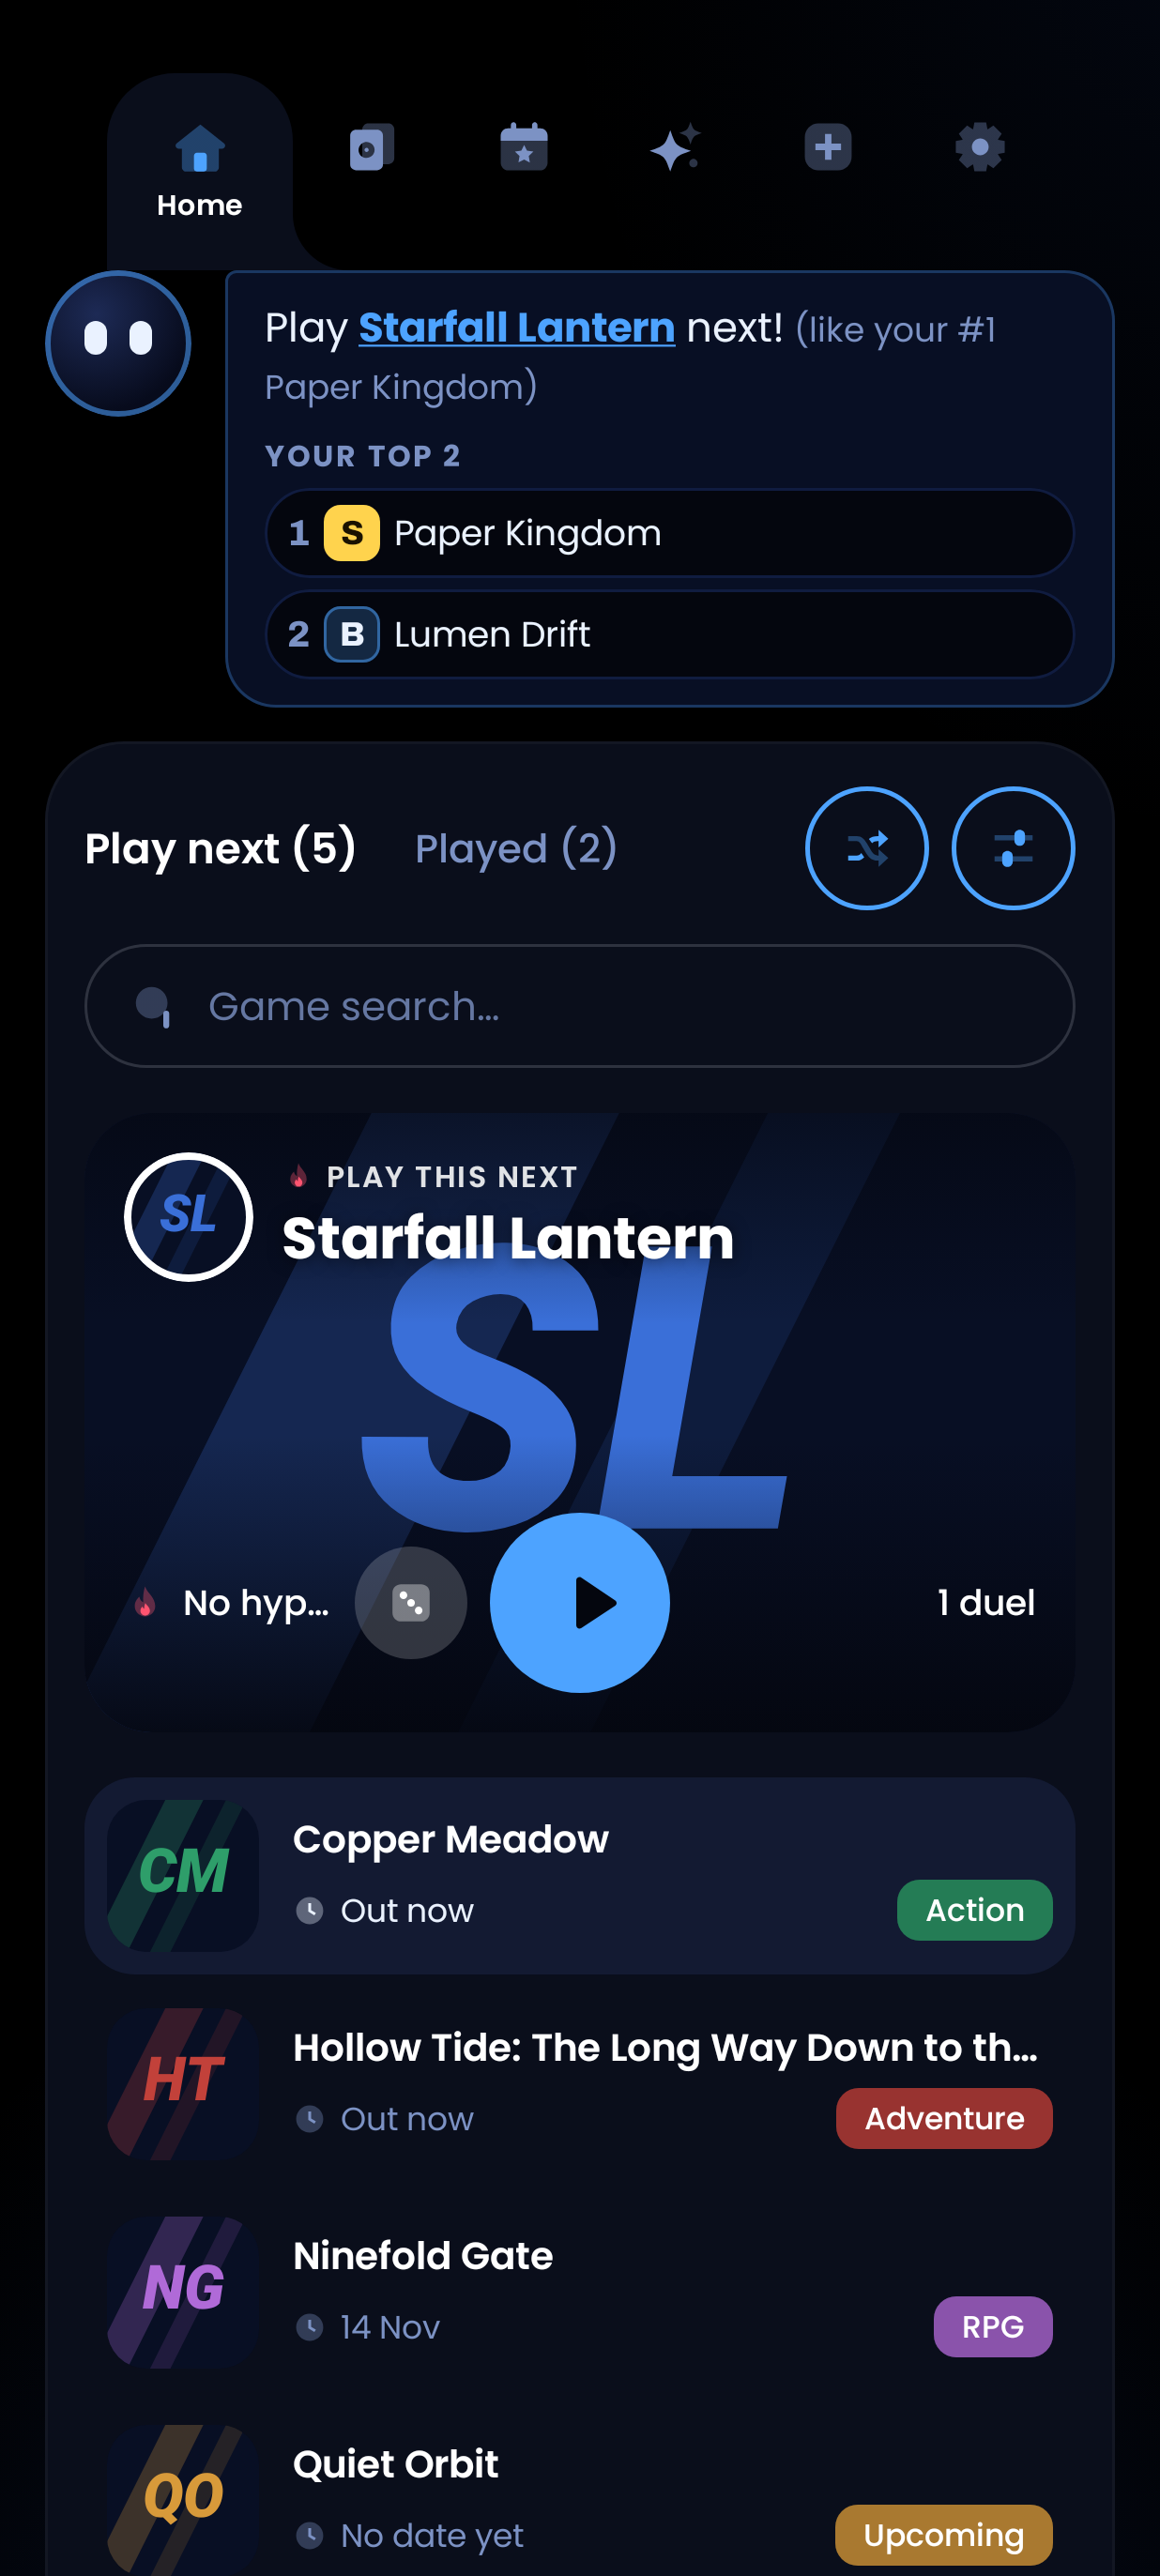 Home
Play Starfall Lantern next! (like your #1
Paper Kingdom)
YOUR TOP 2
1 S Paper Kingdom
2 B Lumen Drift
Play next (5) Played (2)
Game search...
PLAY THIS NEXT
SL Starfall Lantern
SL
No hyp... 1 duel
CM Copper Meadow
Out now Action
HT Hollow Tide: The Long Way Down to th...
Out now Adventure
NG Ninefold Gate
14 Nov RPG
QO Quiet Orbit
No date yet Upcoming